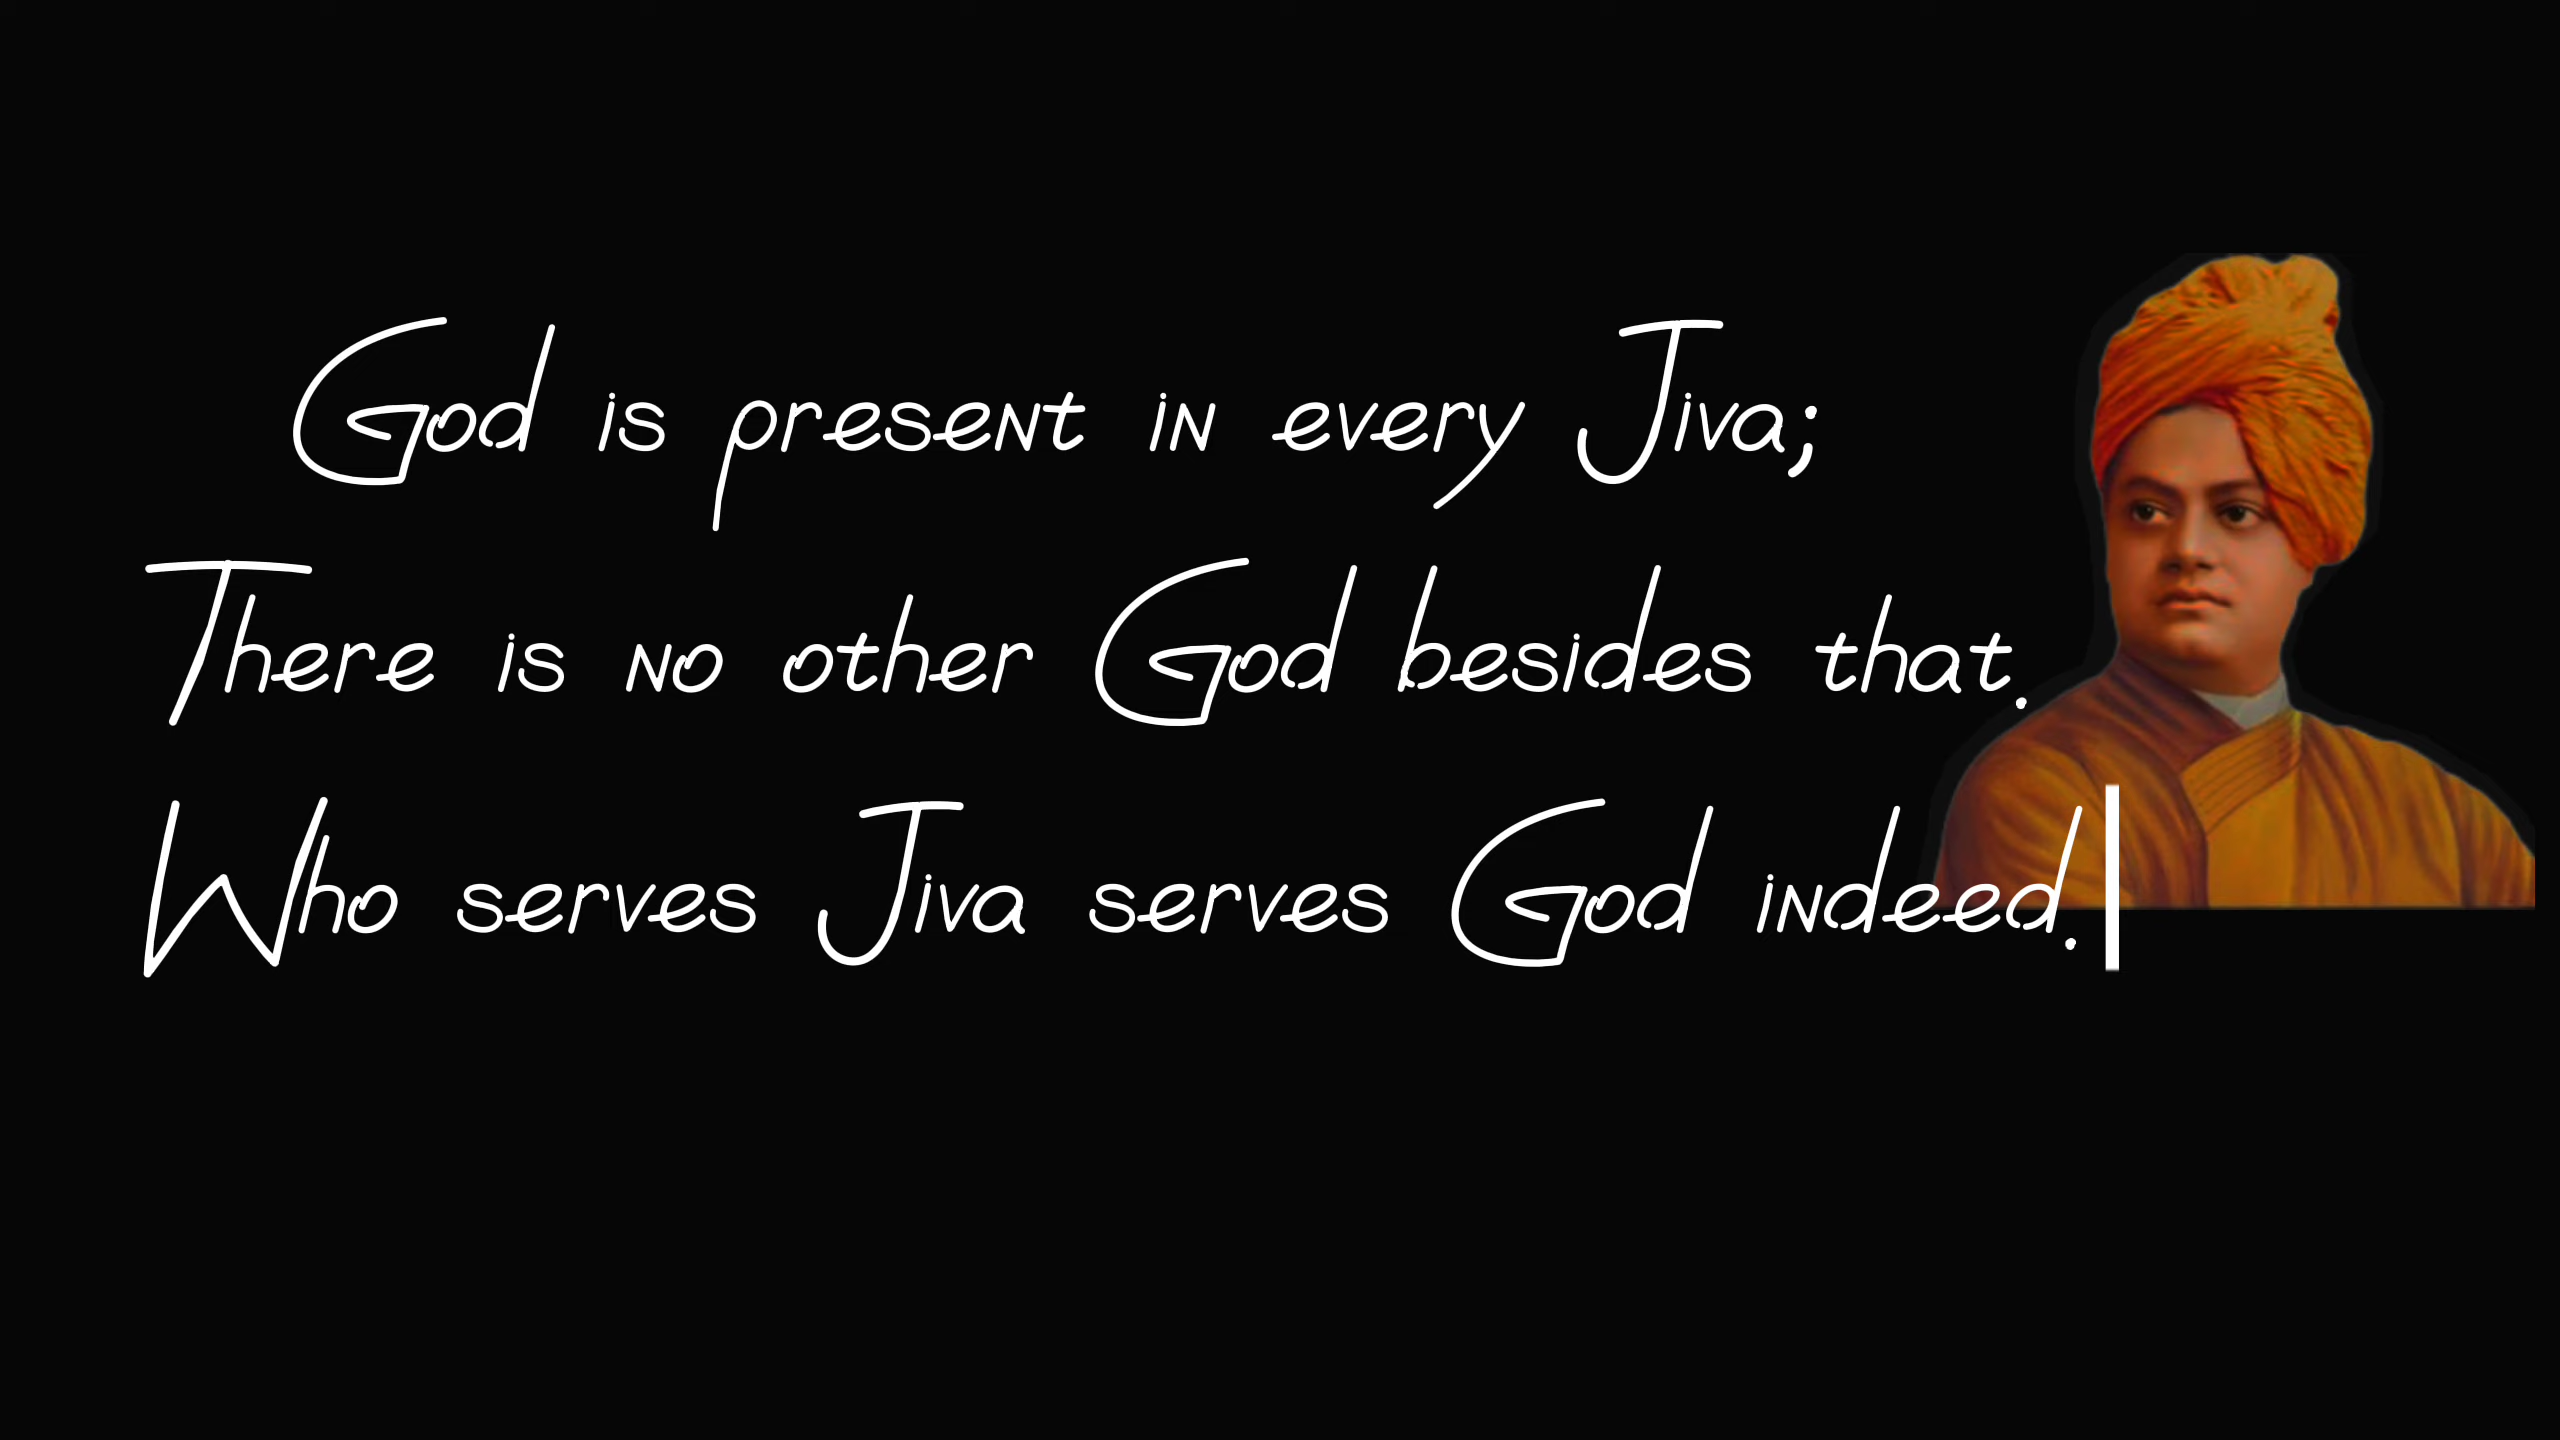 God is present in every Jiva;
There is no other God besides that.
Who serves Jiva serves God indeed.